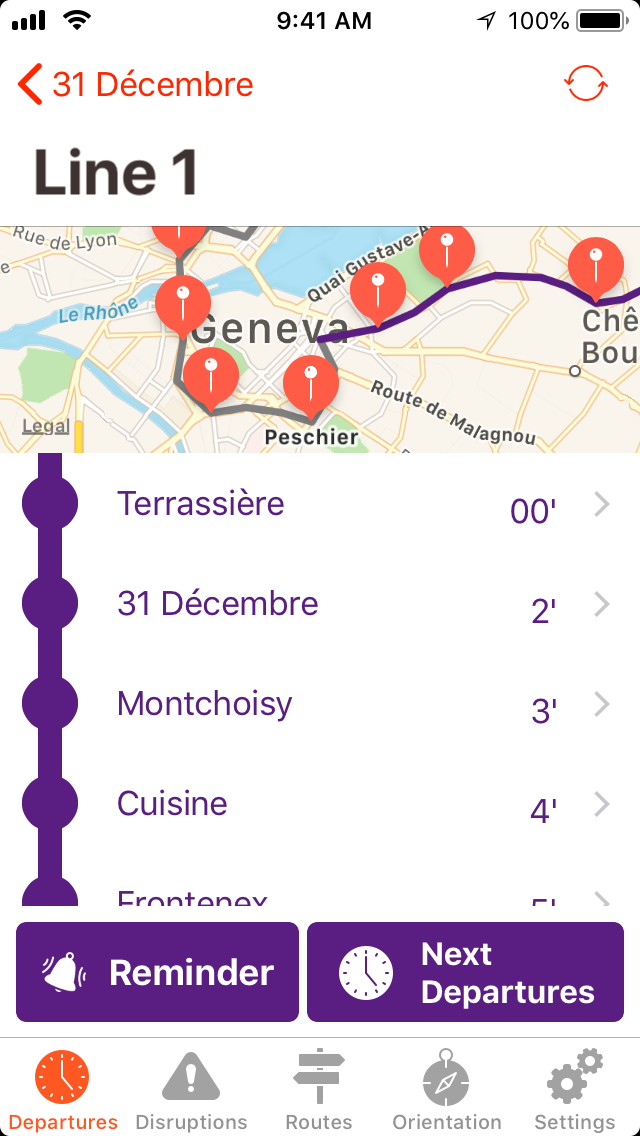 9:41 AM
100%
31 Décembre
Line 1
Rue de Lyon
Quai Gustave-A
Le Rhône
Geneva
Chê
Bou
Route de Malagnou
Legal
Peschier
Terrassière 00'
31 Décembre 2'
Montchoisy 3'
Cuisine 4'
Frontenex 5'
Reminder
Next
Departures
Departures
Disruptions
Routes
Orientation
Settings